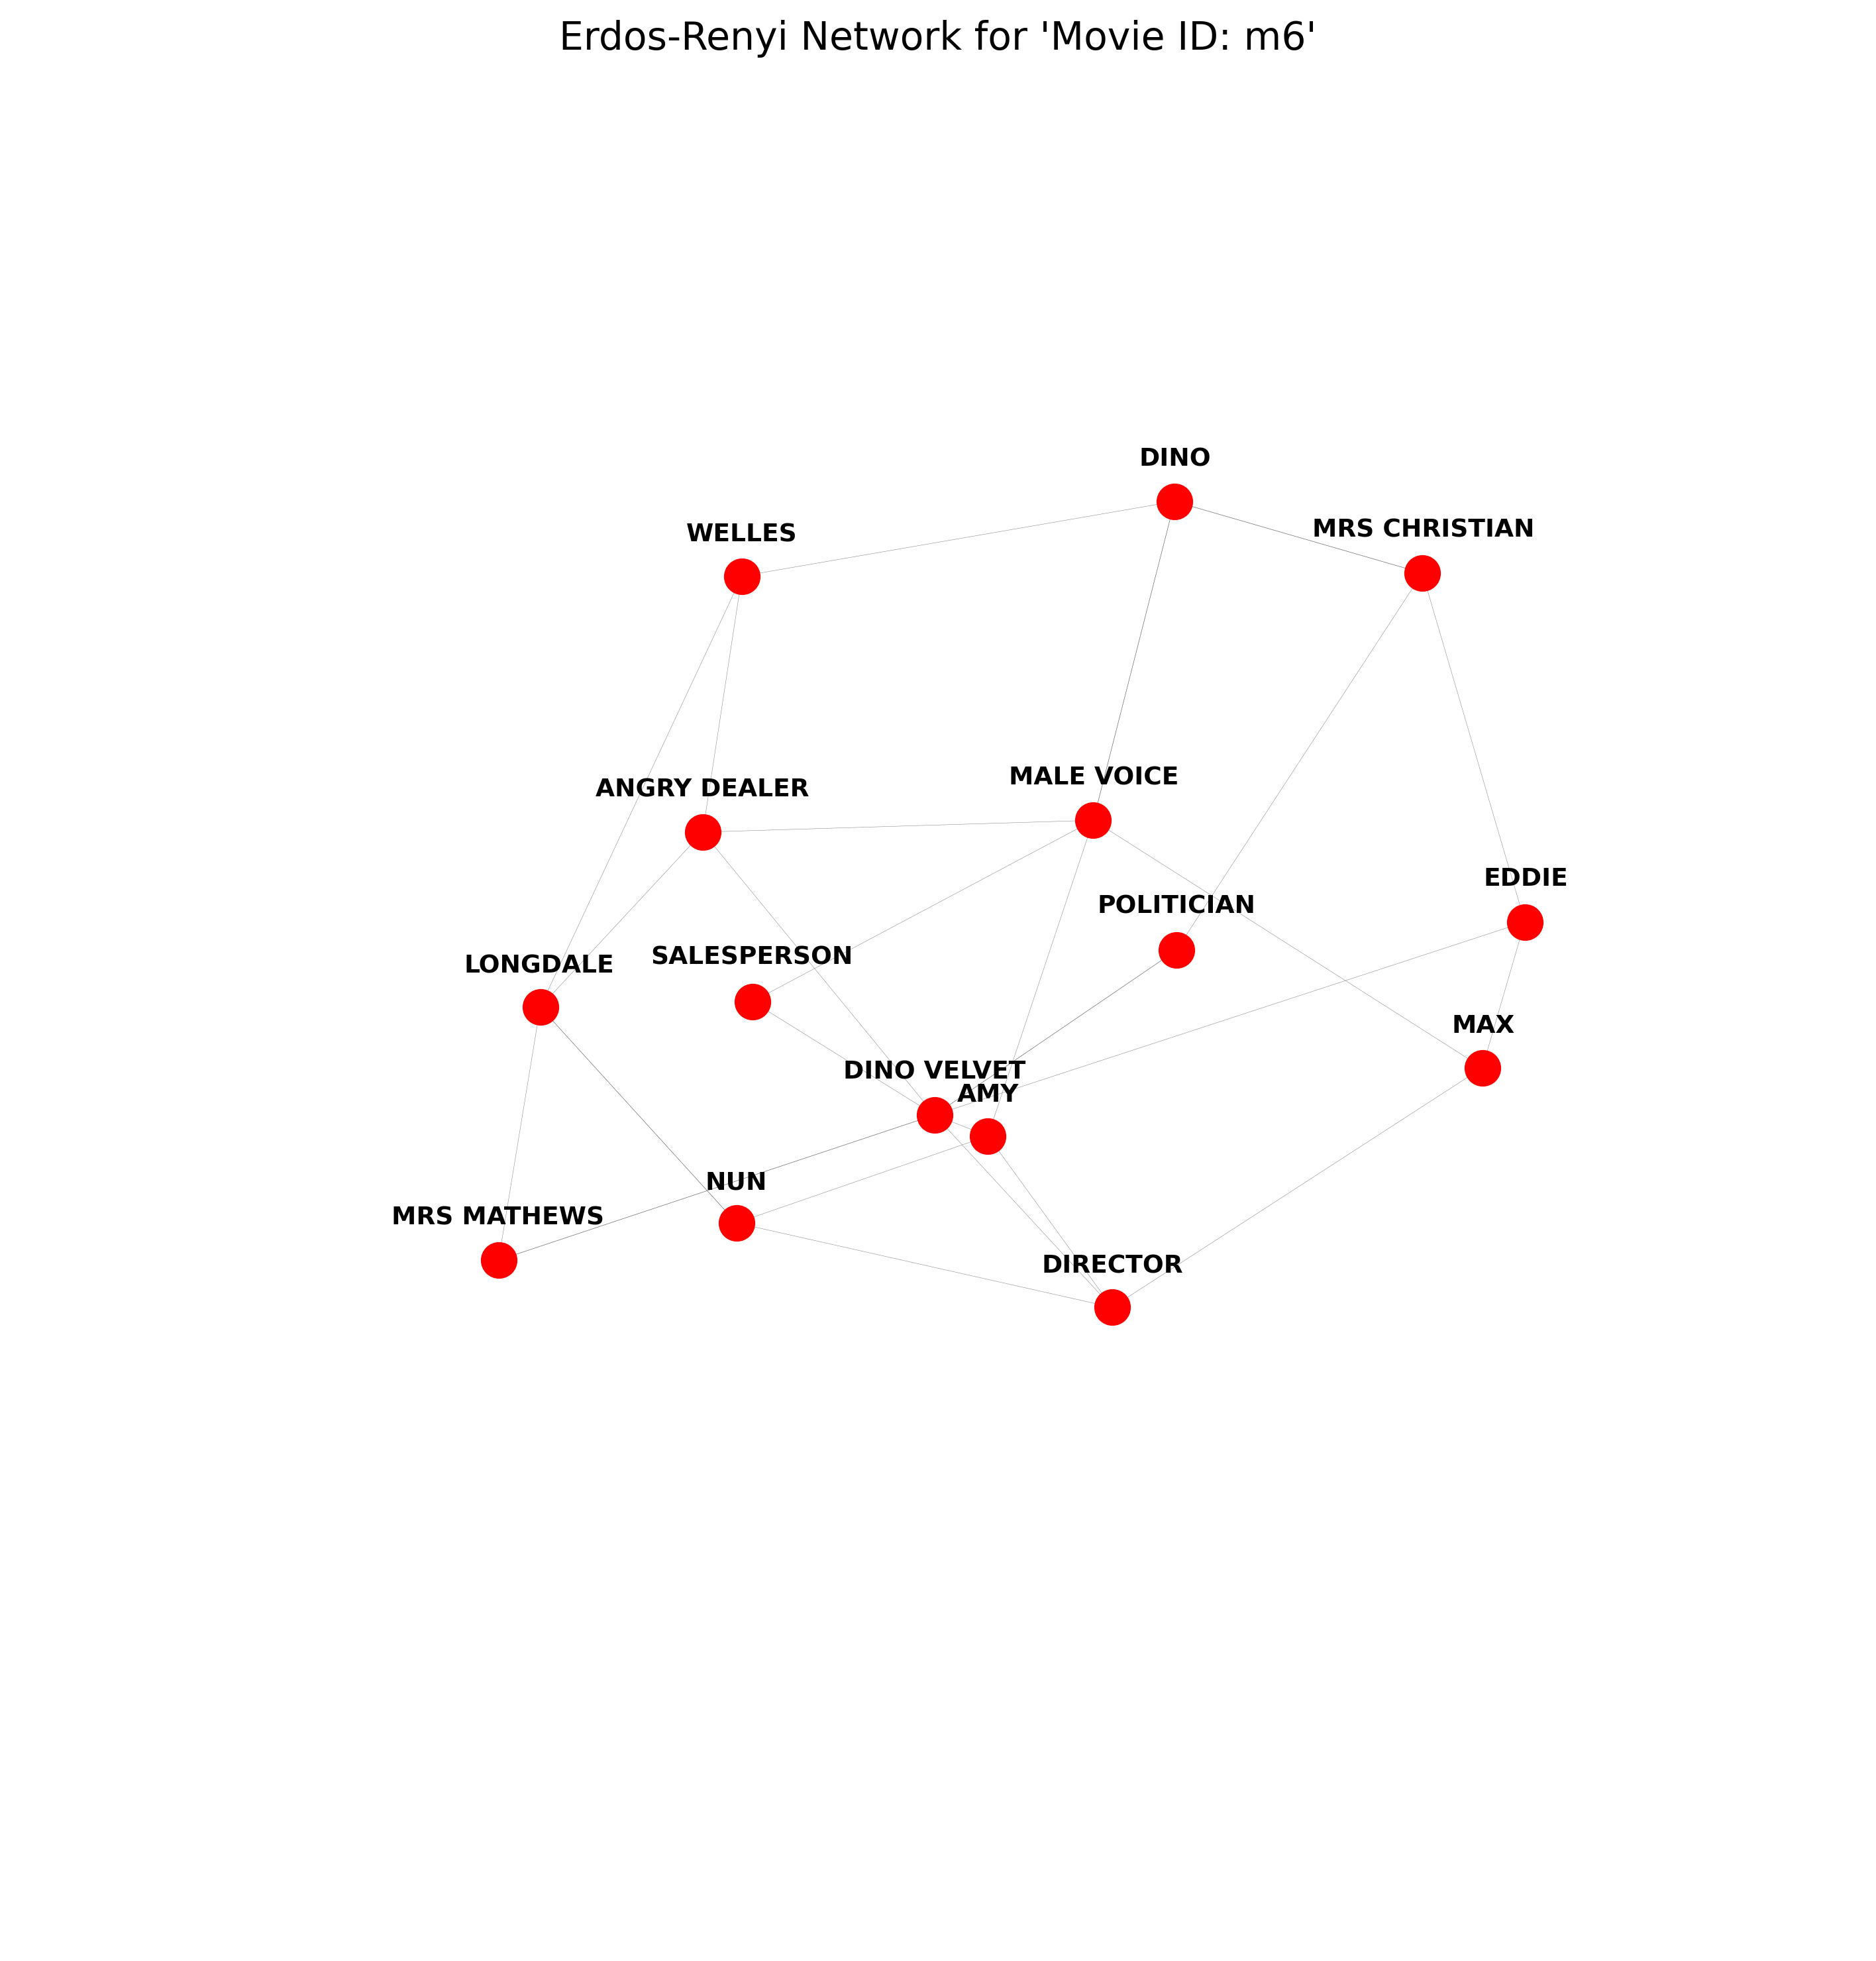 Erdos-Renyi Network for 'Movie ID: m6'
DINO
MRS CHRISTIAN
WELLES
MALE VOICE
ANGRY DEALER
EDDIE
POLITICIAN
SALESPERSON
LONGDALE
MAX
DINO VELVET
AMY
NUN
MRS MATHEWS
DIRECTOR